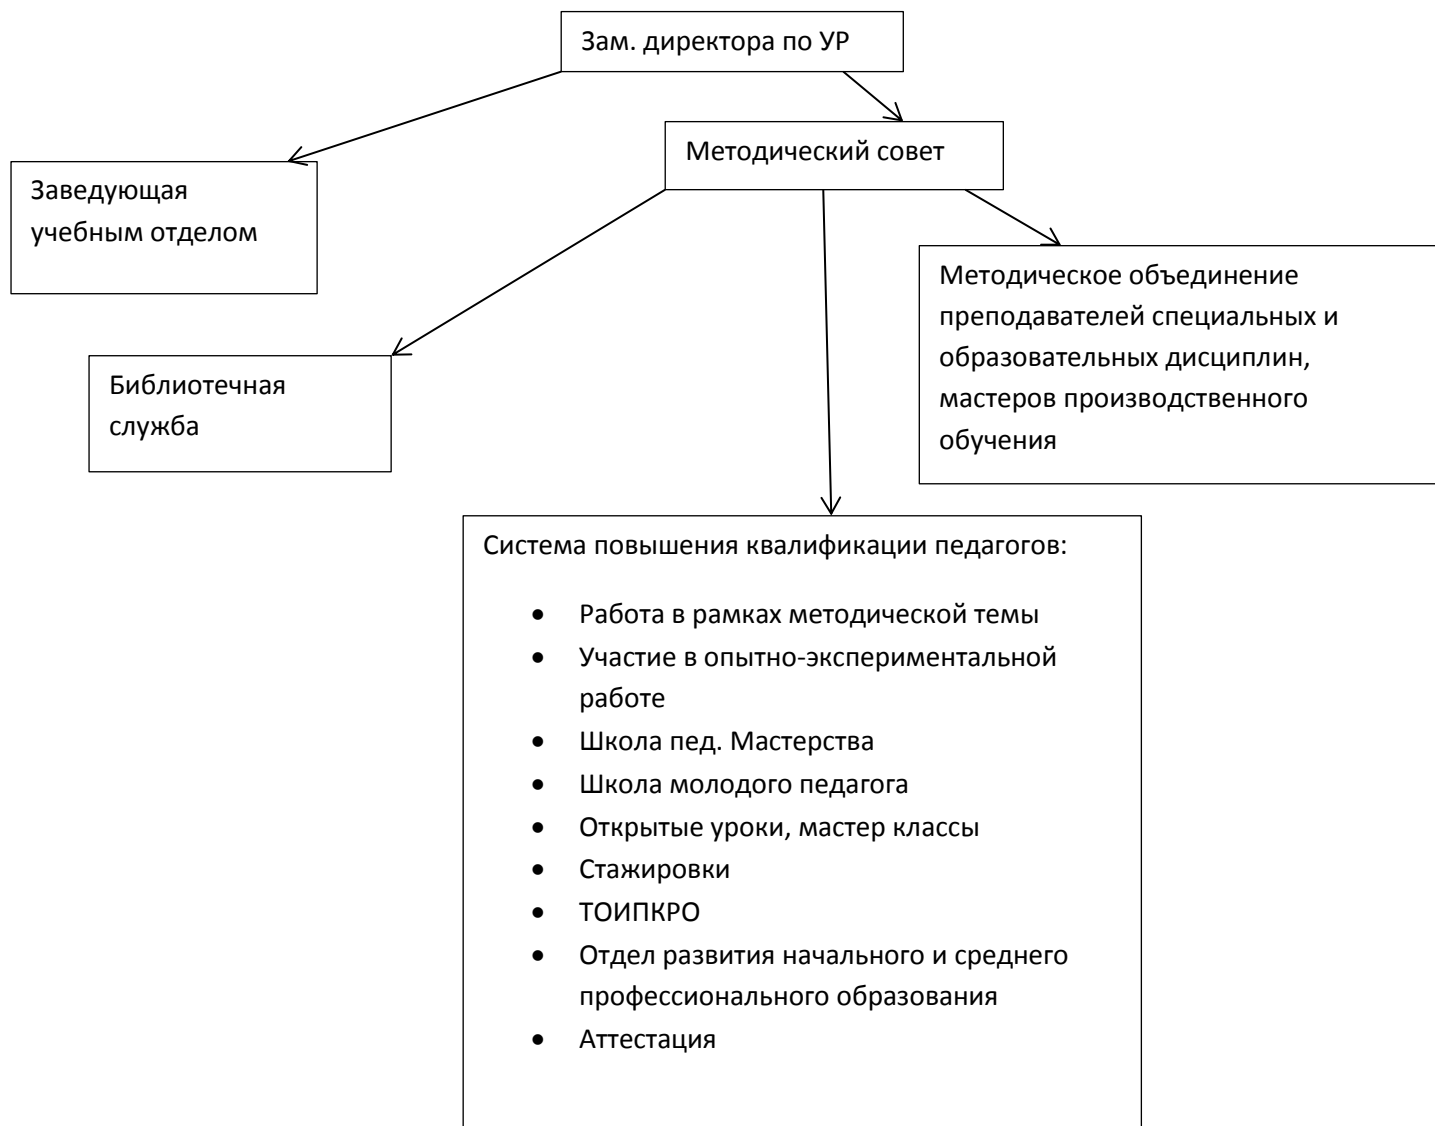 Зам. директора по УР
Методический совет
Заведующая
учебным отделом
Методическое объединение
преподавателей специальных и
образовательных дисциплин,
мастеров производственного
обучения
Библиотечная
служба
Система повышения квалификации педагогов:
• Работа в рамках методической темы
• Участие в опытно-экспериментальной
работе
• Школа пед. Мастерства
• Школа молодого педагога
• Открытые уроки, мастер классы
• Стажировки
• ТОИПКРО
• Отдел развития начального и среднего
профессионального образования
• Аттестация